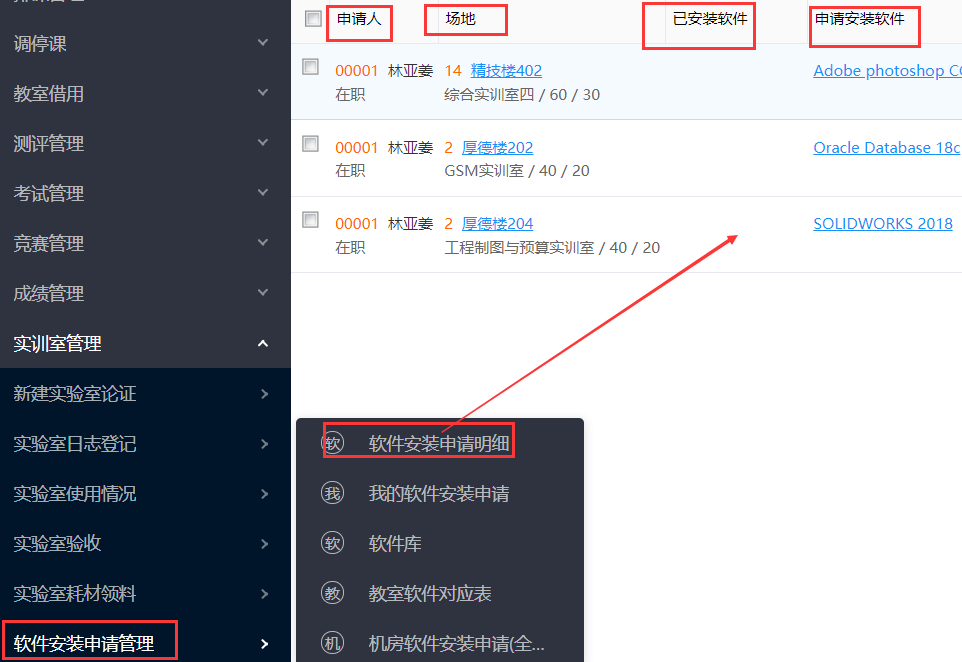 调停课
教室借用
测评管理
考试管理
竞赛管理
成绩管理
实训室管理
新建实验室论证
实验室日志登记
实验室使用情况
实验室验收
实验室耗材领料
软件安装申请管理
申请人 场地 已安装软件 申请安装软件
00001 林亚姜 14 精技楼402 Adobe photoshop C
在职 综合实训室四 / 60 / 30
00001 林亚姜 2 厚德楼202 Oracle Database 18c
在职 GSM实训室 / 40 / 20
00001 林亚姜 2 厚德楼204 SOLIDWORKS 2018
在职 工程制图与预算实训室 / 40 / 20
软 软件安装申请明细
我 我的软件安装申请
软 软件库
教 教室软件对应表
机 机房软件安装申请(全...